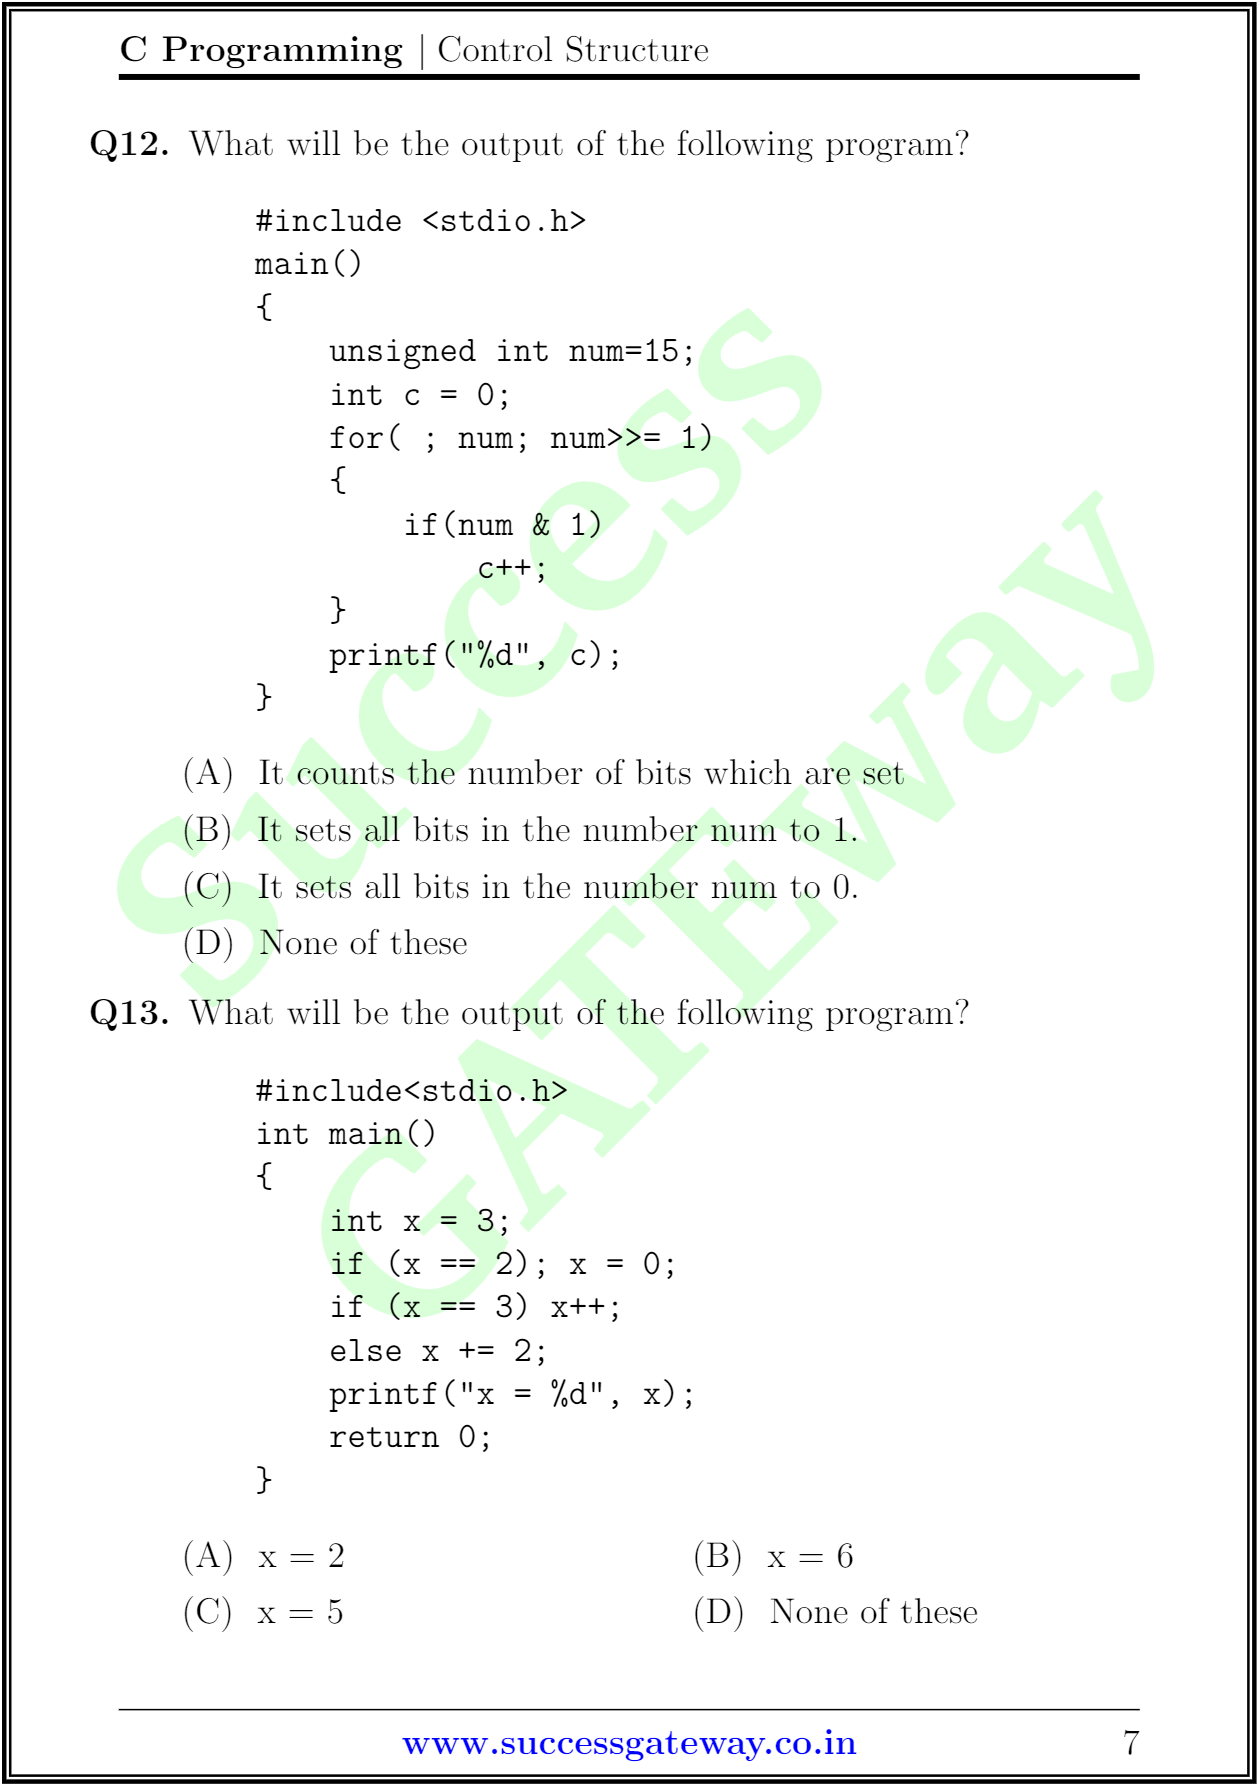 C Programming | Control Structure
Q12. What will be the output of the following program?
#include <stdio.h>
main()
{
    unsigned int num=15;
    int c = 0;
    for( ; num; num>>= 1)
    {
        if(num & 1)
            c++;
    }
    printf("%d", c);
}
(A) It counts the number of bits which are set
(B) It sets all bits in the number num to 1.
(C) It sets all bits in the number num to 0.
(D) None of these
Q13. What will be the output of the following program?
#include<stdio.h>
int main()
{
    int x = 3;
    if (x == 2); x = 0;
    if (x == 3) x++;
    else x += 2;
    printf("x = %d", x);
    return 0;
}
(A) x = 2 (B) x = 6
(C) x = 5 (D) None of these
www.successgateway.co.in 7
Success
GATEway